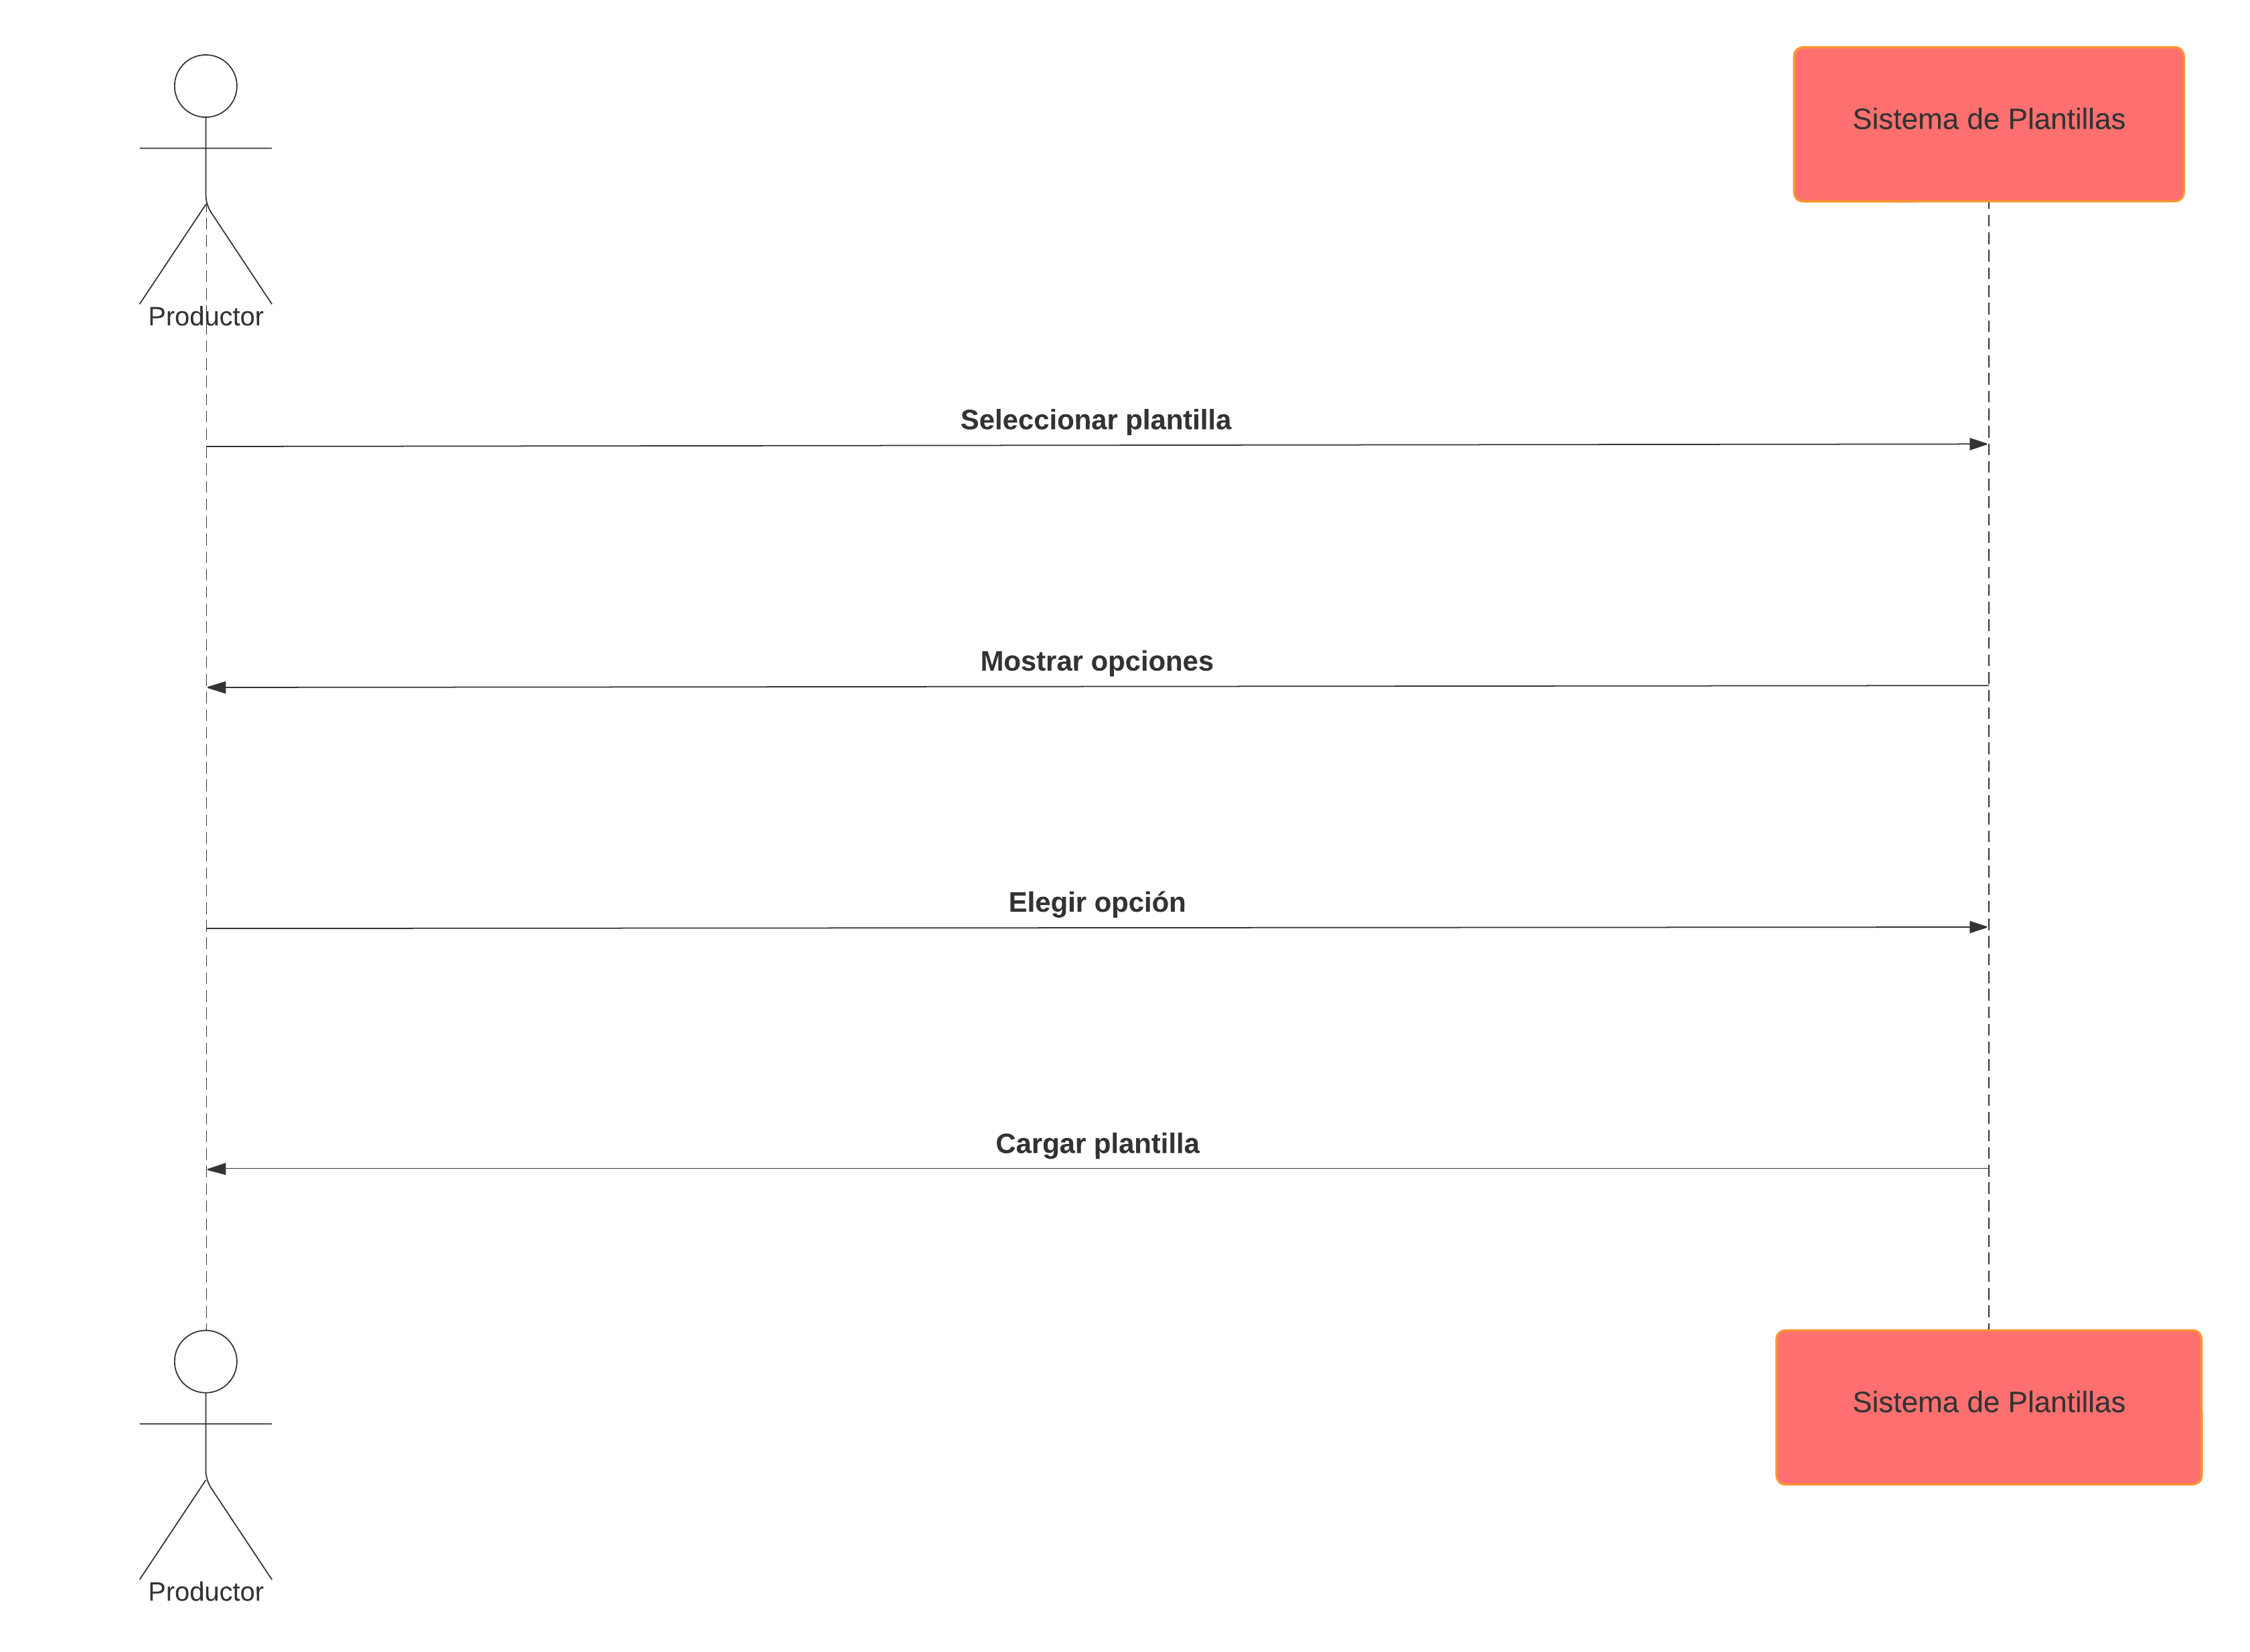 Sistema de Plantillas
Productor
Seleccionar plantilla
Mostrar opciones
Elegir opción
Cargar plantilla
Sistema de Plantillas
Productor